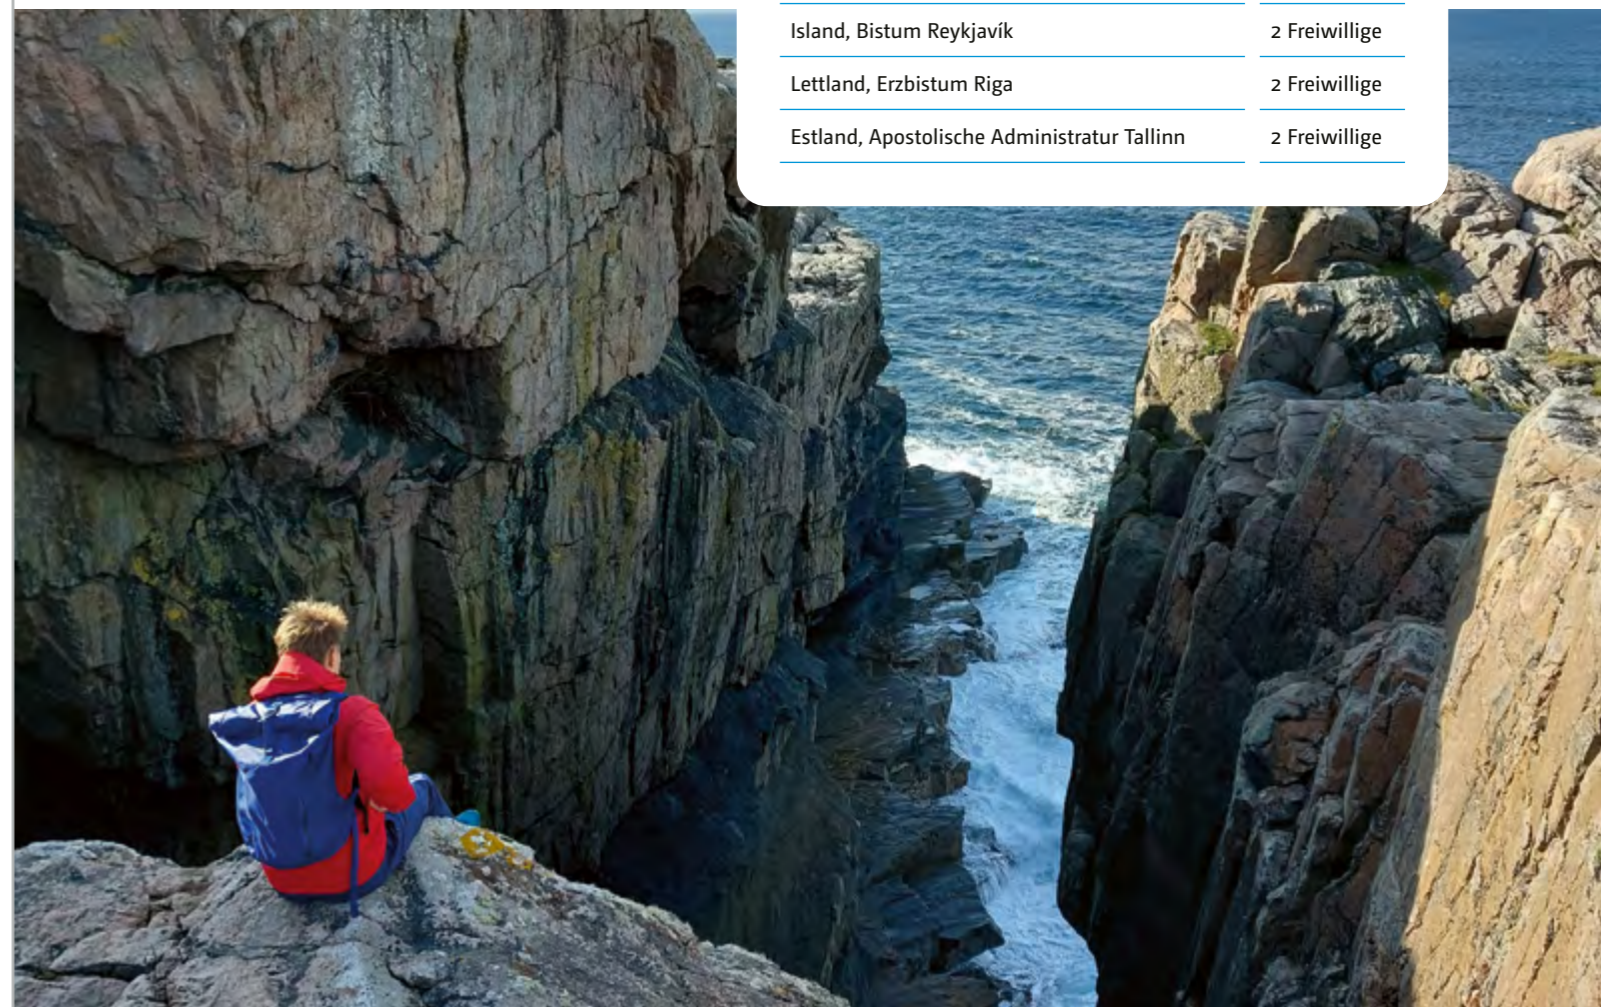 Island, Bistum Reykjavík 2 Freiwillige
Lettland, Erzbistum Riga 2 Freiwillige
Estland, Apostolische Administratur Tallinn 2 Freiwillige